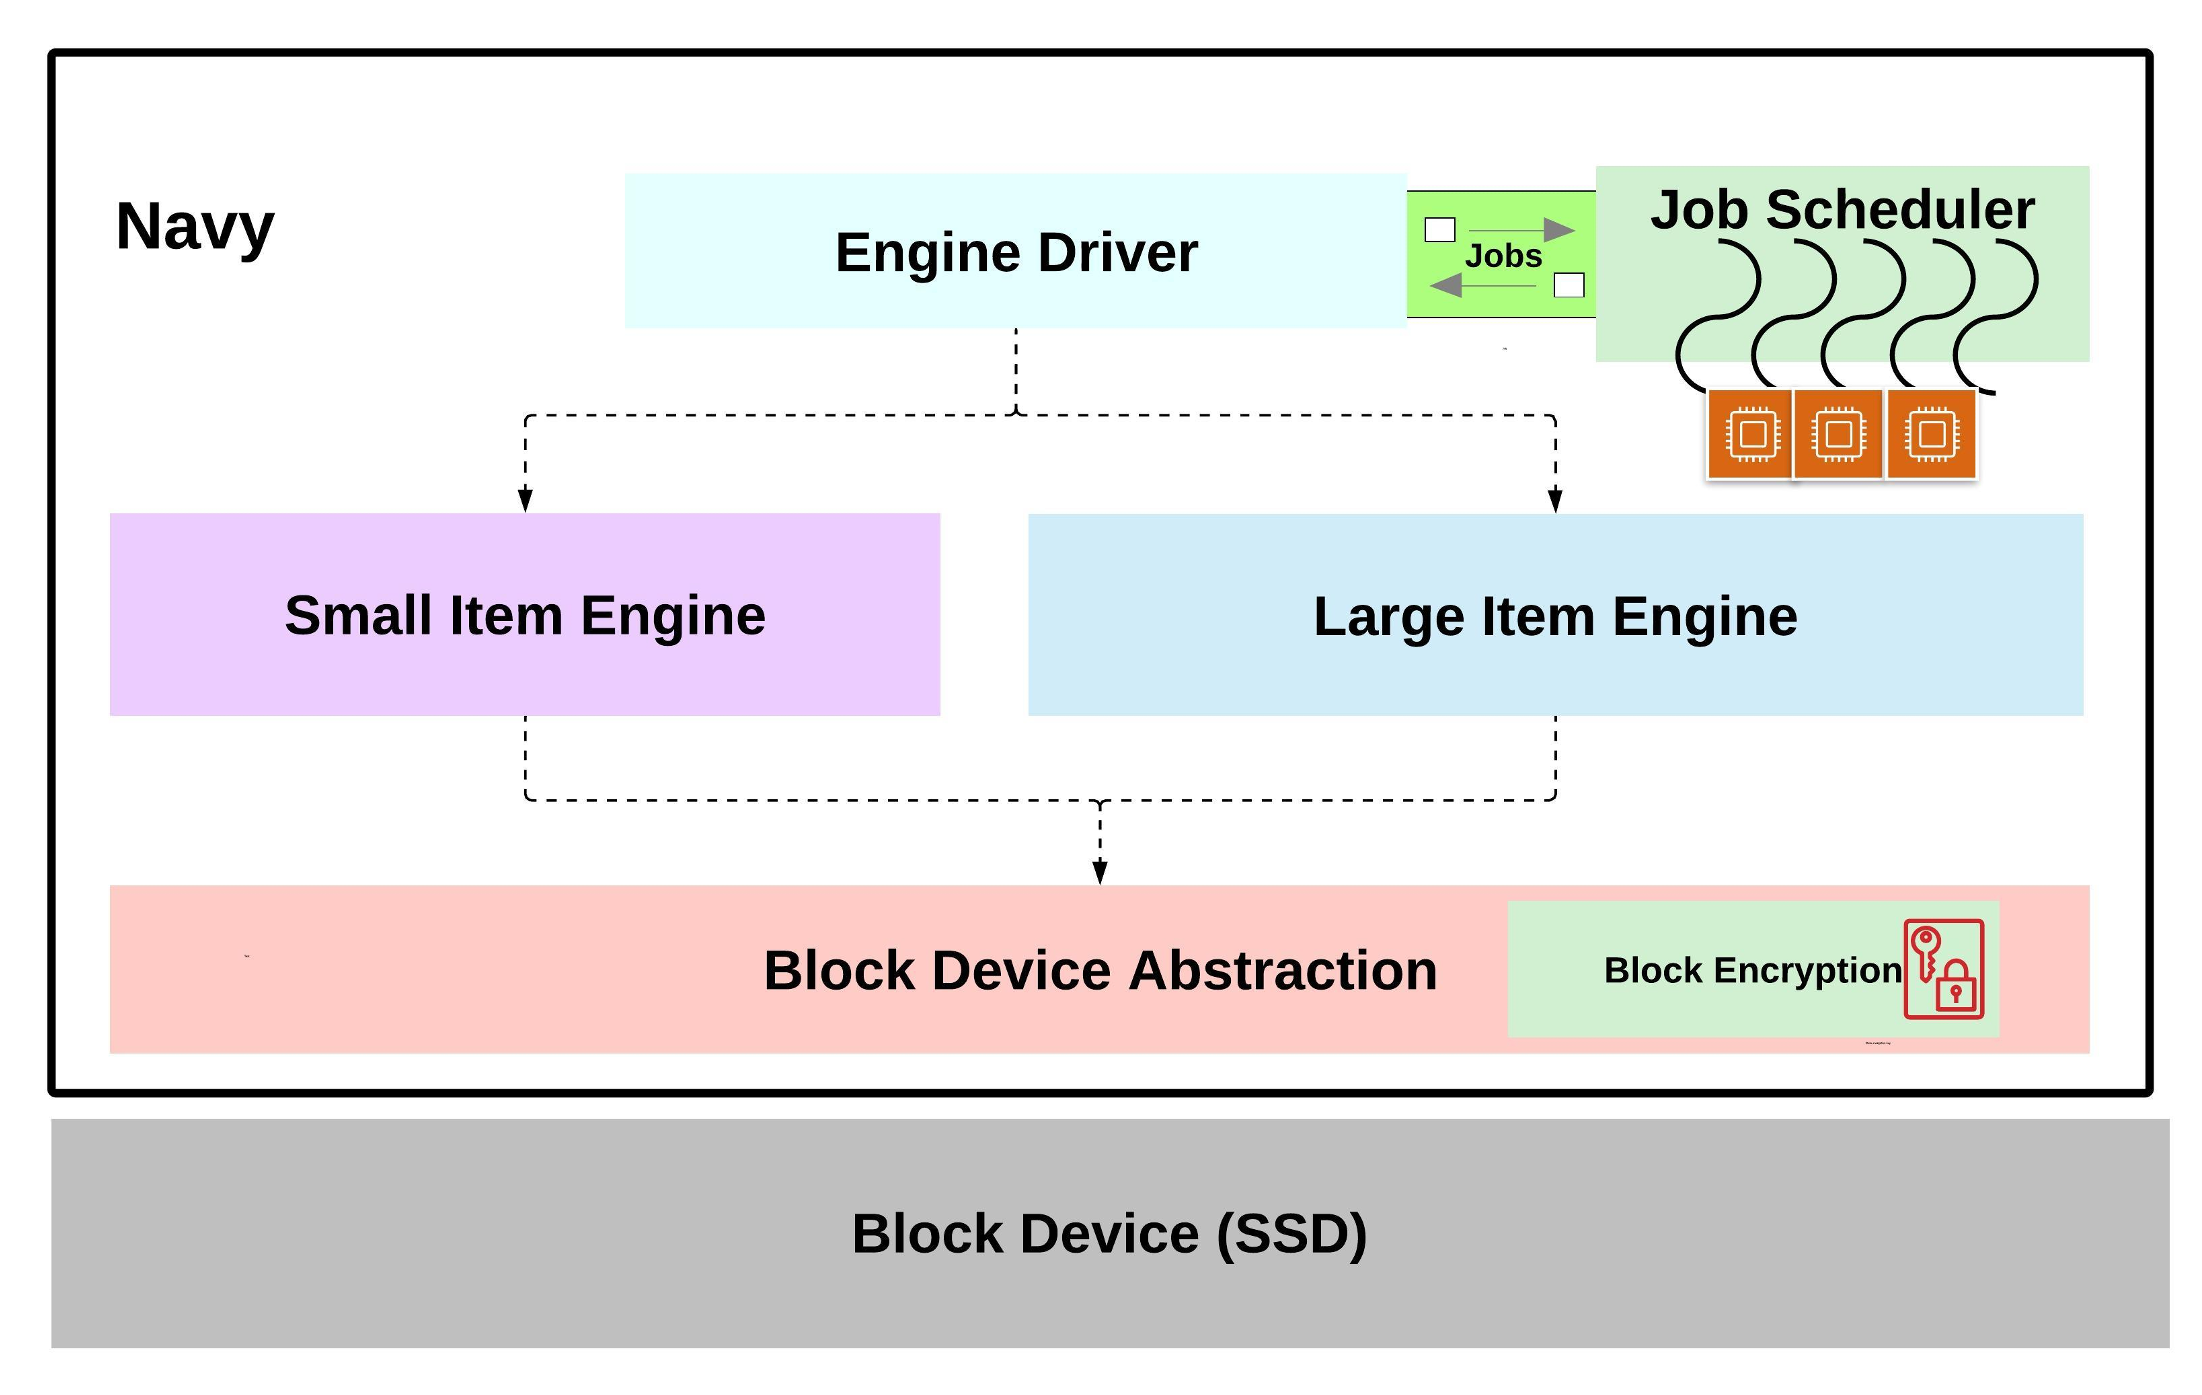 Navy
Engine Driver
Jobs
Job Scheduler
Small Item Engine
Large Item Engine
Block Device Abstraction
Block Encryption
Block Device (SSD)